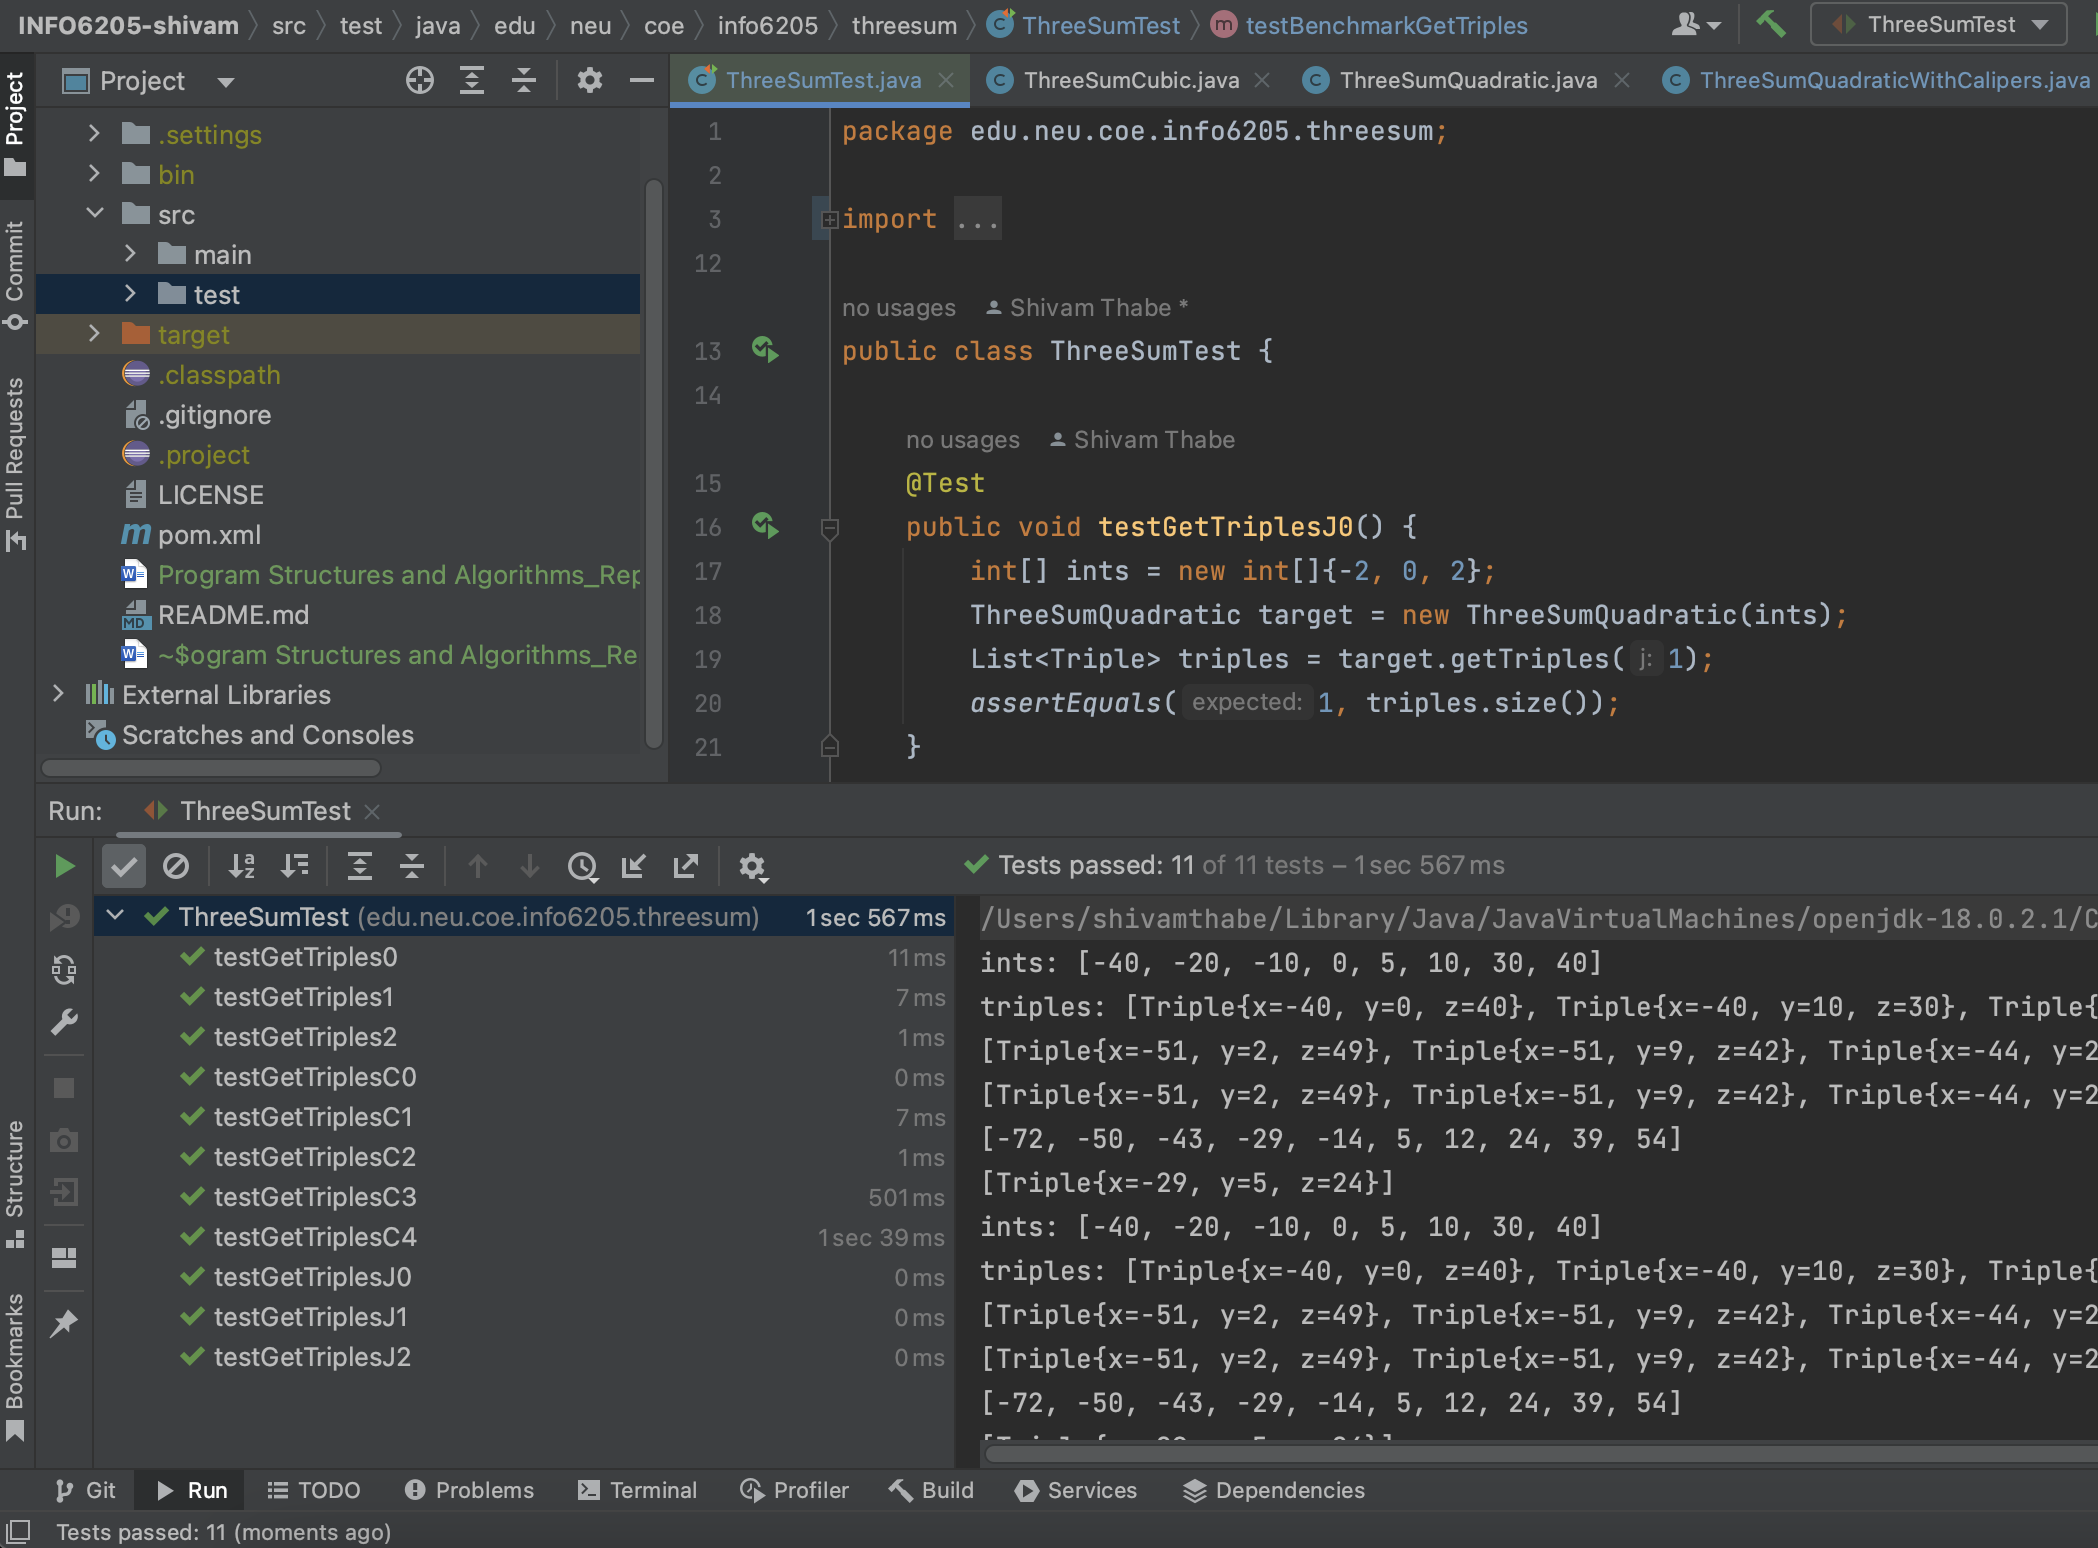 INFO6205-shivam src test java edu neu coe info6205 threesum ThreeSumTest testBenchmarkGetTriples ThreeSumTest
Project
ThreeSumTest.java ThreeSumCubic.java ThreeSumQuadratic.java ThreeSumQuadraticWithCalipers.java
Project
Commit
Pull Requests
Structure
Bookmarks
.settings
bin
src
main
test
target
.classpath
.gitignore
.project
LICENSE
pom.xml
Program Structures and Algorithms_Rep
README.md
~$ogram Structures and Algorithms_Re
External Libraries
Scratches and Consoles
1 package edu.neu.coe.info6205.threesum;
2
3 import ...
12
no usages Shivam Thabe *
13 public class ThreeSumTest {
14
no usages Shivam Thabe
15 @Test
16 public void testGetTriplesJ0() {
17 int[] ints = new int[]{-2, 0, 2};
18 ThreeSumQuadratic target = new ThreeSumQuadratic(ints);
19 List<Triple> triples = target.getTriples( j: 1);
20 assertEquals( expected: 1, triples.size());
21 }
Run: ThreeSumTest
Tests passed: 11 of 11 tests – 1 sec 567 ms
ThreeSumTest (edu.neu.coe.info6205.threesum) 1 sec 567 ms
testGetTriples0 11 ms
testGetTriples1 7 ms
testGetTriples2 1 ms
testGetTriplesC0 0 ms
testGetTriplesC1 7 ms
testGetTriplesC2 1 ms
testGetTriplesC3 501 ms
testGetTriplesC4 1 sec 39 ms
testGetTriplesJ0 0 ms
testGetTriplesJ1 0 ms
testGetTriplesJ2 0 ms
/Users/shivamthabe/Library/Java/JavaVirtualMachines/openjdk-18.0.2.1/C
ints: [-40, -20, -10, 0, 5, 10, 30, 40]
triples: [Triple{x=-40, y=0, z=40}, Triple{x=-40, y=10, z=30}, Triple{
[Triple{x=-51, y=2, z=49}, Triple{x=-51, y=9, z=42}, Triple{x=-44, y=2
[Triple{x=-51, y=2, z=49}, Triple{x=-51, y=9, z=42}, Triple{x=-44, y=2
[-72, -50, -43, -29, -14, 5, 12, 24, 39, 54]
[Triple{x=-29, y=5, z=24}]
ints: [-40, -20, -10, 0, 5, 10, 30, 40]
triples: [Triple{x=-40, y=0, z=40}, Triple{x=-40, y=10, z=30}, Triple{
[Triple{x=-51, y=2, z=49}, Triple{x=-51, y=9, z=42}, Triple{x=-44, y=2
[Triple{x=-51, y=2, z=49}, Triple{x=-51, y=9, z=42}, Triple{x=-44, y=2
[-72, -50, -43, -29, -14, 5, 12, 24, 39, 54]
Git Run TODO Problems Terminal Profiler Build Services Dependencies
Tests passed: 11 (moments ago)